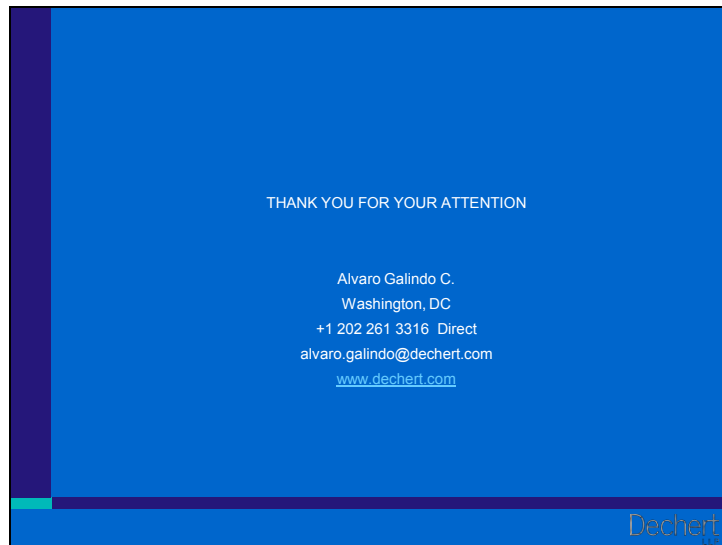 THANK YOU FOR YOUR ATTENTION
Alvaro Galindo C.
Washington, DC
+1 202 261 3316 Direct
alvaro.galindo@dechert.com
www.dechert.com
Dechert
LLP